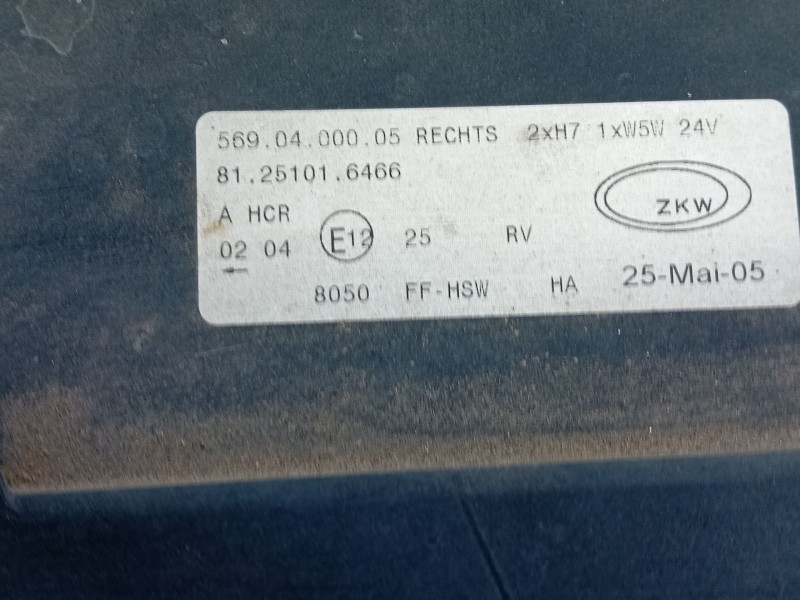 569.04.000.05 RECHTS 2xH7 1xW5W 24V
81.25101.6466
ZKW
A HCR
02 04 E12 25 RV
←
8050 FF-HSW HA 25-Mai-05